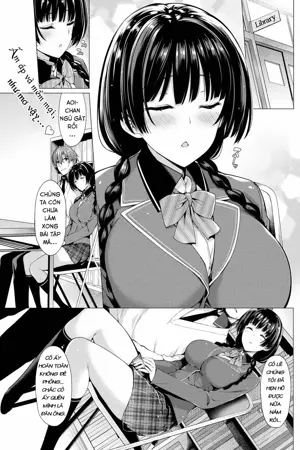 Library
Ấm áp và mềm mại,
như mơ vậy...
AOI-
CHAN
NGỦ GẬT
RỒI...
CHÚNG
TA CÒN
CHƯA
LÀM
XONG
BÀI TẬP
MÀ...
CÔ ẤY
HOÀN TOÀN
KHÔNG ĐỀ
PHÒNG...
CHẮC CÔ ẤY
QUÊN MÌNH LÀ
ĐÀN ÔNG.
CÓ LẼ
CHÚNG TÔI
ĐÃ HẸN
HÒ ĐƯỢC
NỬA
NĂM RỒI.